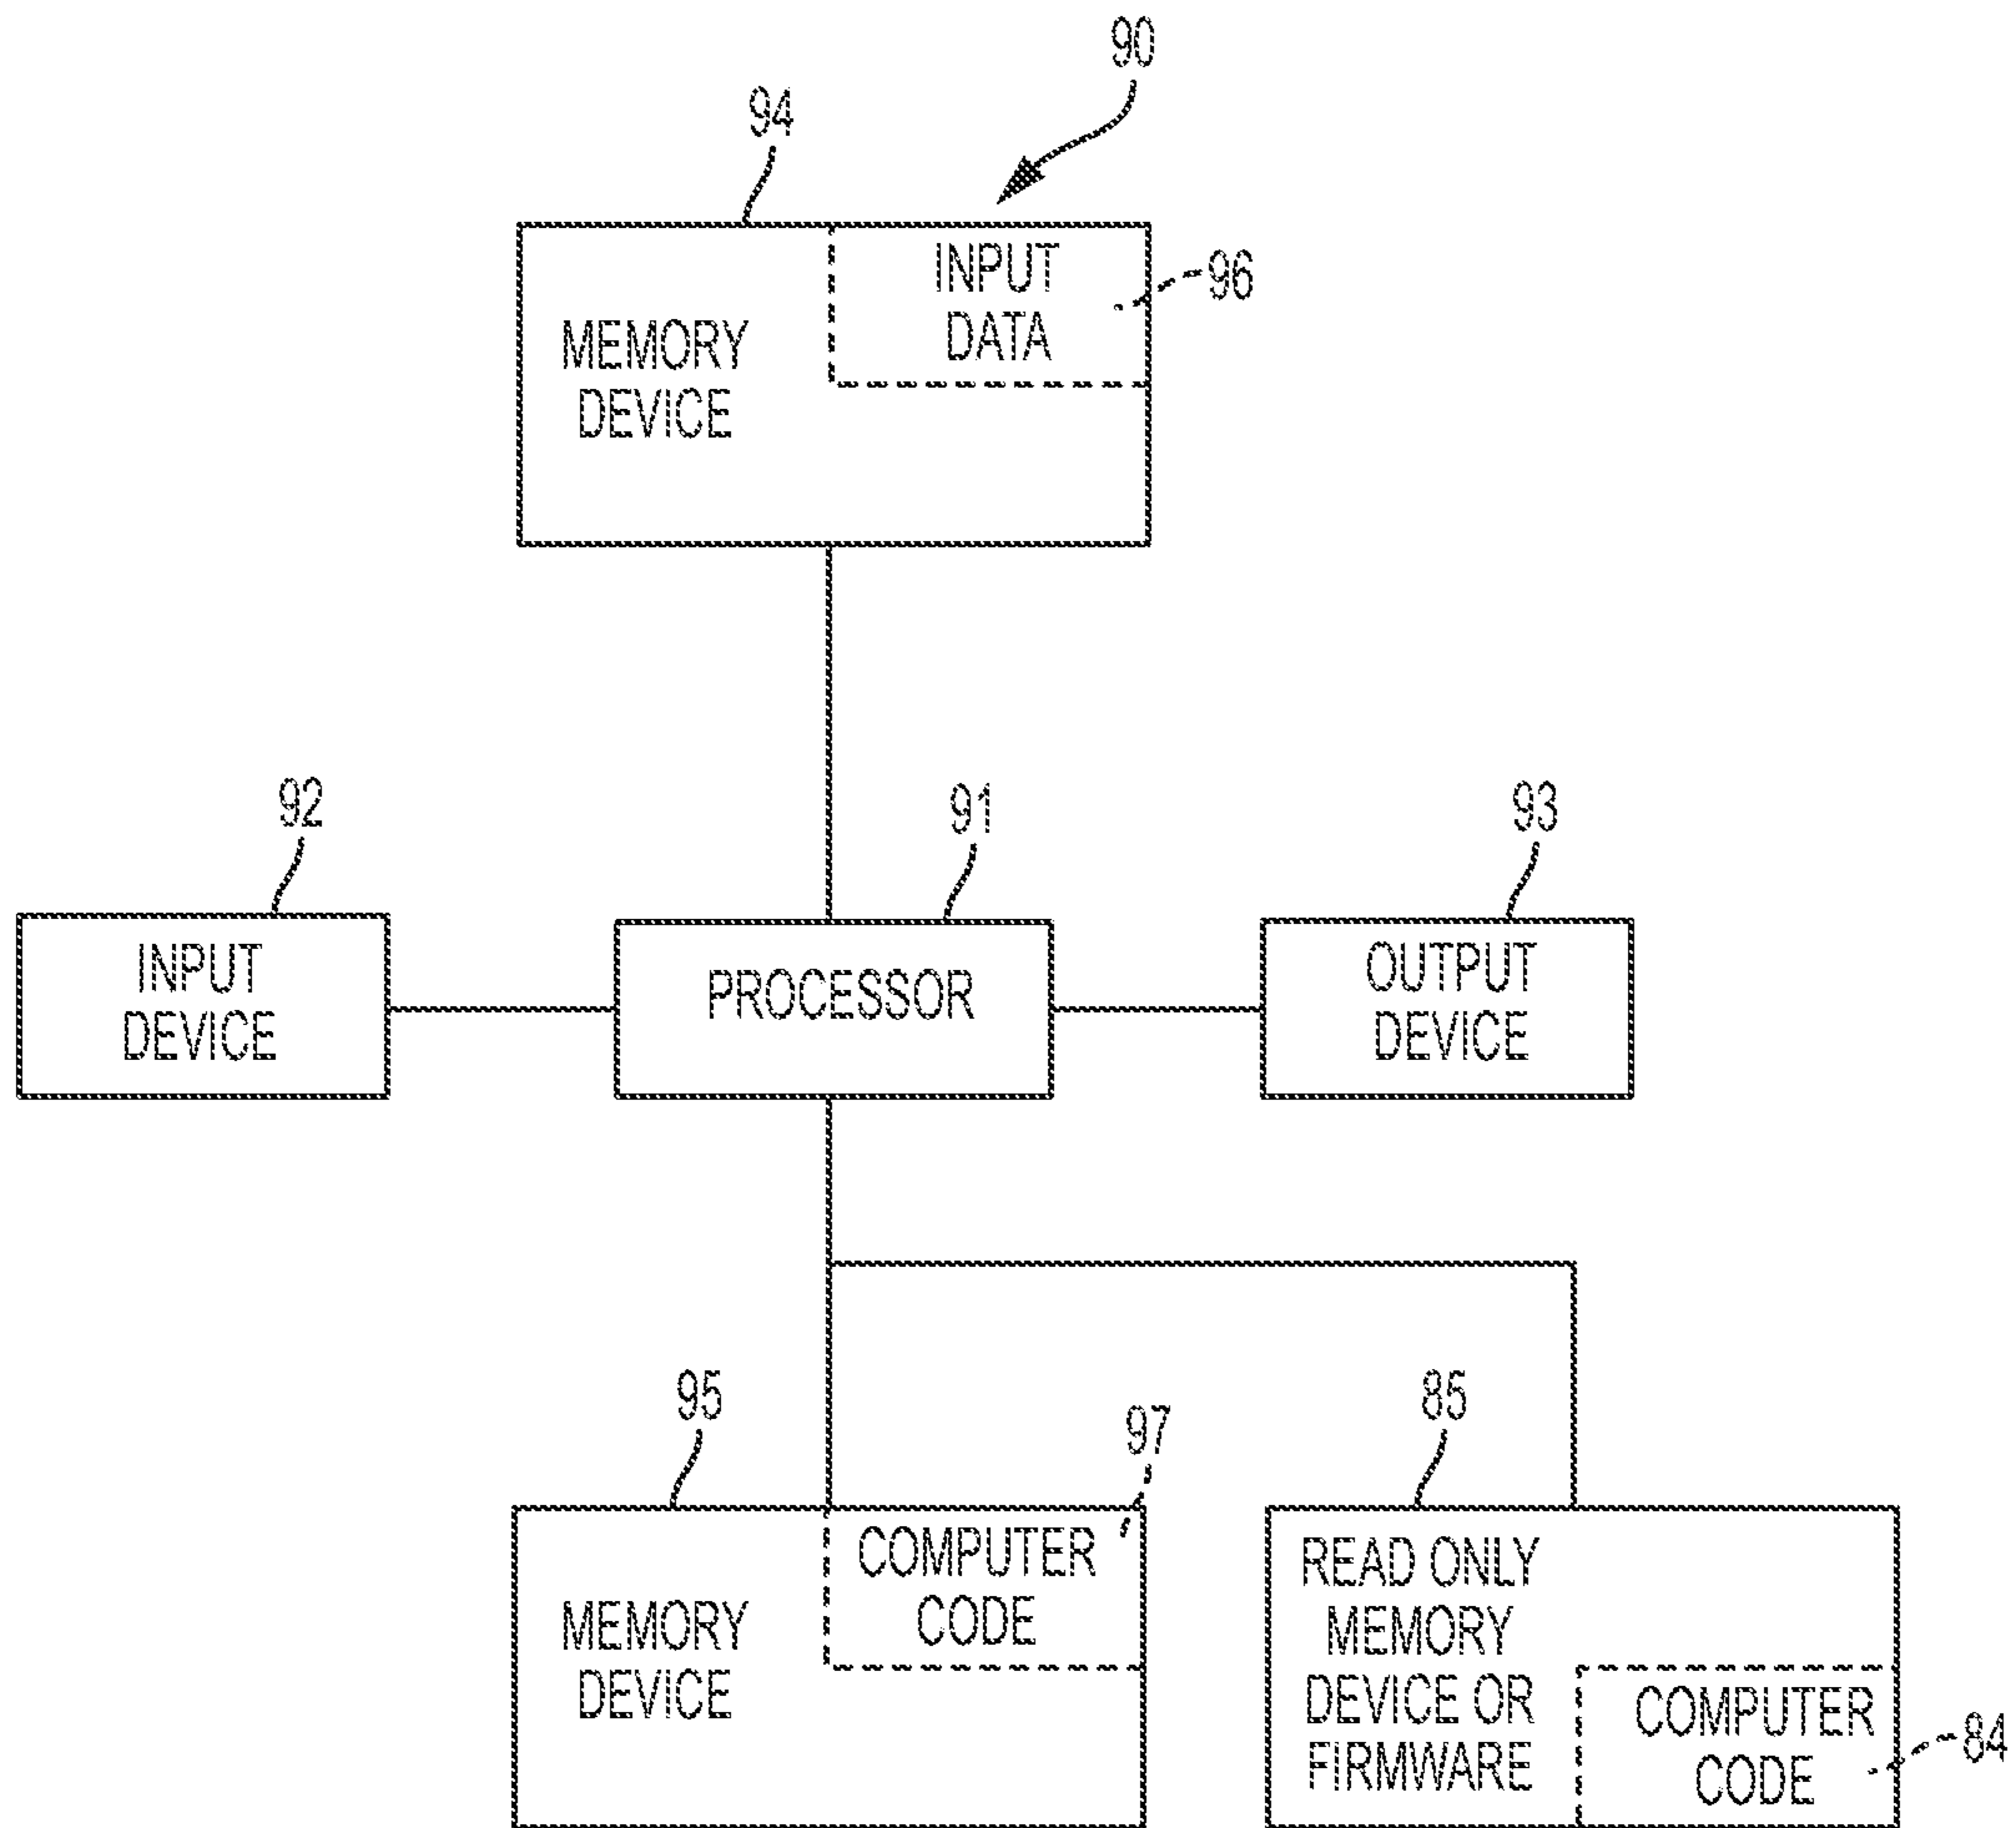 90
94
INPUT
DATA
96
MEMORY
DEVICE
92
91
93
INPUT
DEVICE
PROCESSOR
OUTPUT
DEVICE
95
97
85
COMPUTER
CODE
MEMORY
DEVICE
READ ONLY
MEMORY
DEVICE OR
FIRMWARE
COMPUTER
CODE
84